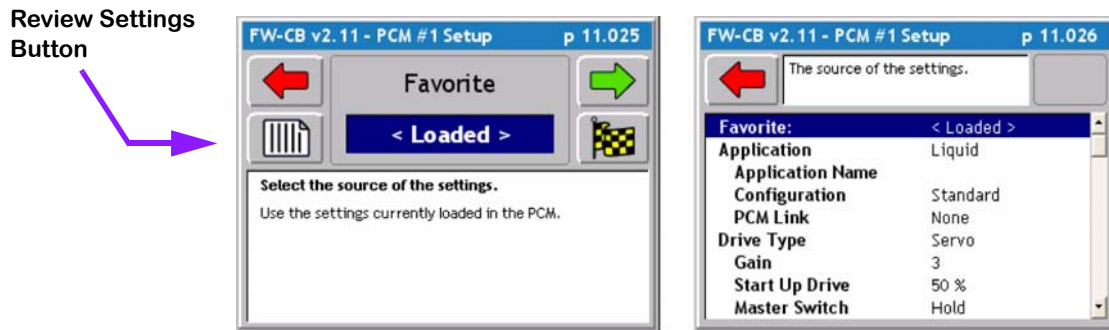 Review Settings
Button
FW-CB v2.11 - PCM #1 Setup p 11.025
Favorite
< Loaded >
Select the source of the settings.
Use the settings currently loaded in the PCM.
FW-CB v2.11 - PCM #1 Setup p 11.026
The source of the settings.
Favorite: < Loaded >
Application Liquid
Application Name
Configuration Standard
PCM Link None
Drive Type Servo
Gain 3
Start Up Drive 50 %
Master Switch Hold